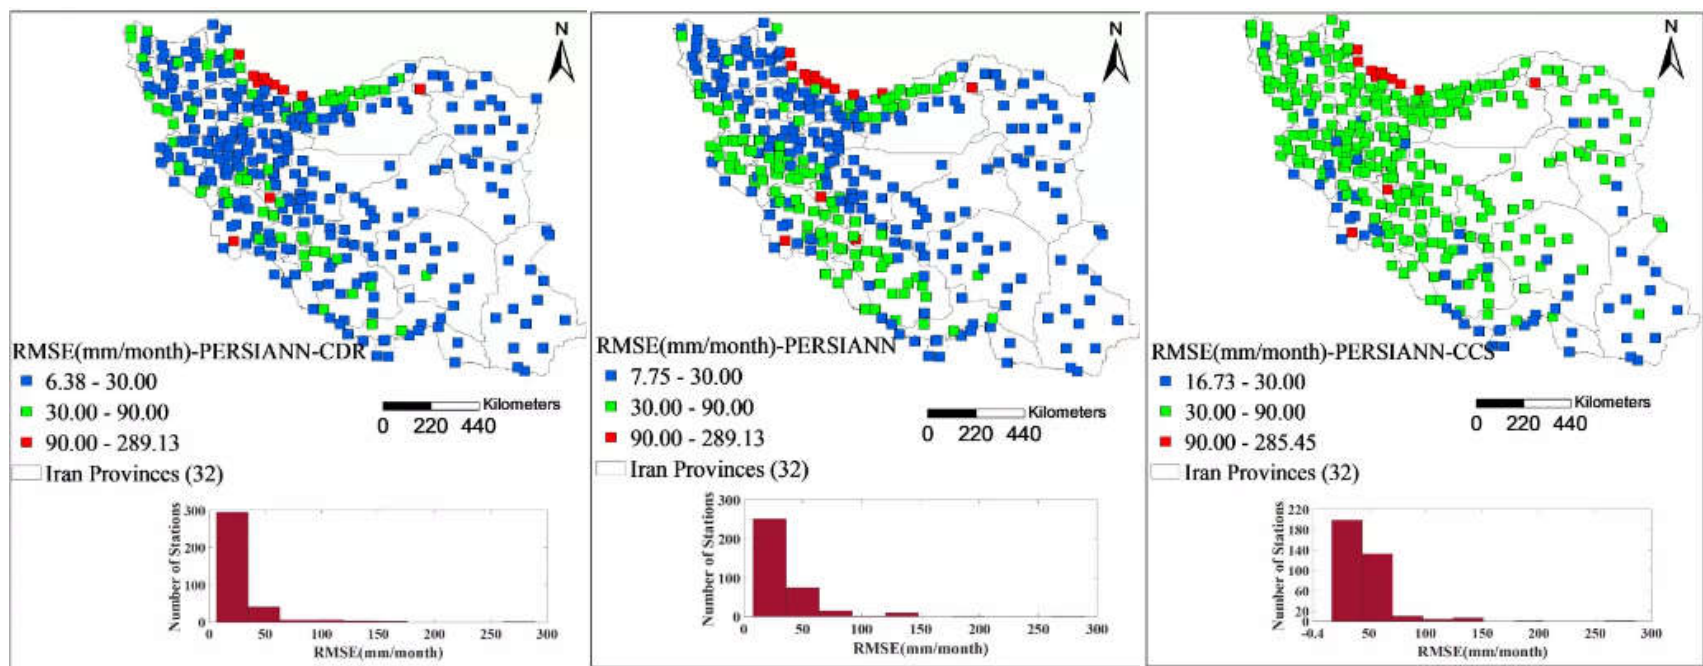 N
RMSE(mm/month)-PERSIANN-CDR
6.38 - 30.00
30.00 - 90.00
90.00 - 289.13
Iran Provinces (32)
Kilometers
0 220 440
Number of Stations
300
200
100
0
0 50 100 150 200 250 300
RMSE(mm/month)
N
RMSE(mm/month)-PERSIANN
7.75 - 30.00
30.00 - 90.00
90.00 - 289.13
Iran Provinces (32)
Kilometers
0 220 440
Number of Stations
300
200
100
0
0 50 100 150 200 250 300
RMSE(mm/month)
N
RMSE(mm/month)-PERSIANN-CCS
16.73 - 30.00
30.00 - 90.00
90.00 - 285.45
Iran Provinces (32)
Kilometers
0 220 440
Number of Stations
220
180
140
100
60
20
0
-0.4 50 100 150 200 250 300
RMSE(mm/month)